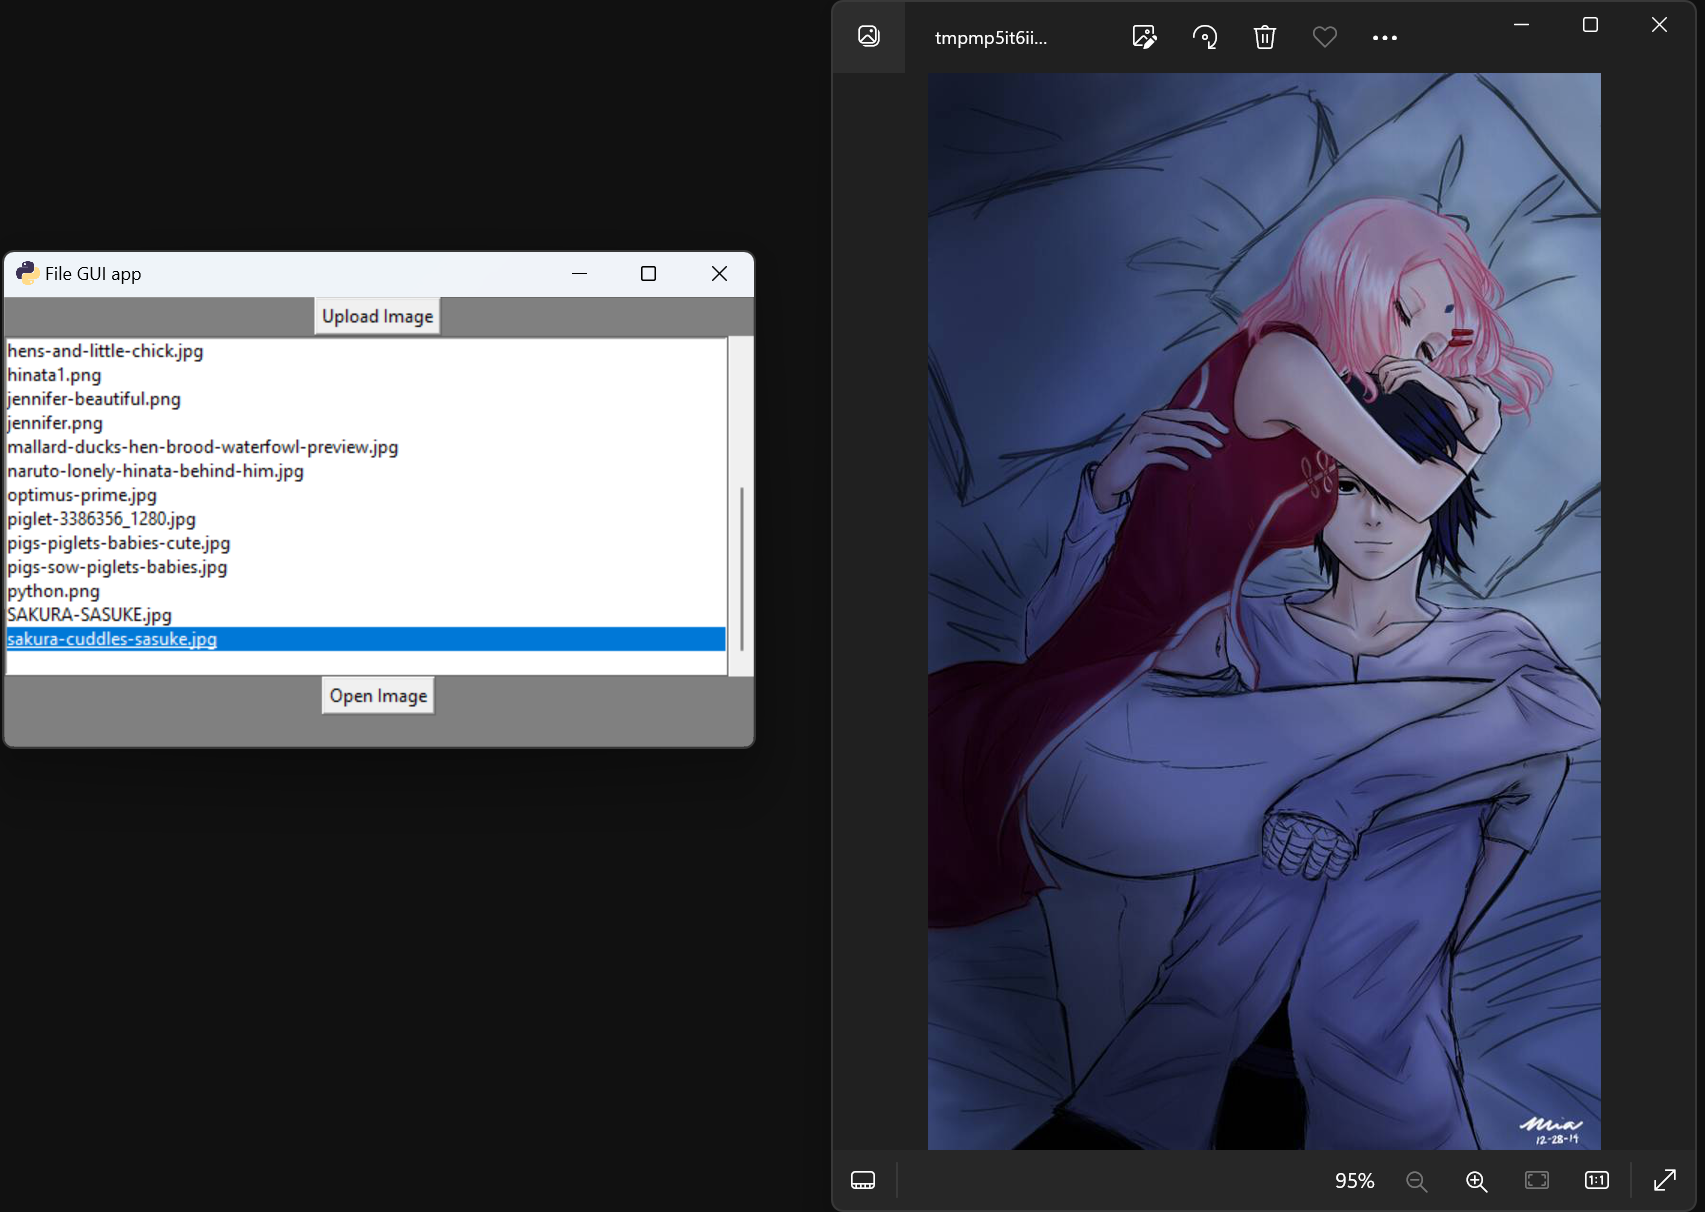 File GUI app
Upload Image
hens-and-little-chick.jpg
hinata1.png
jennifer-beautiful.png
jennifer.png
mallard-ducks-hen-brood-waterfowl-preview.jpg
naruto-lonely-hinata-behind-him.jpg
optimus-prime.jpg
piglet-3386356_1280.jpg
pigs-piglets-babies-cute.jpg
pigs-sow-piglets-babies.jpg
python.png
SAKURA-SASUKE.jpg
sakura-cuddles-sasuke.jpg
Open Image
tmpmp5it6ii...
Mia
12-28-14
95%
1:1